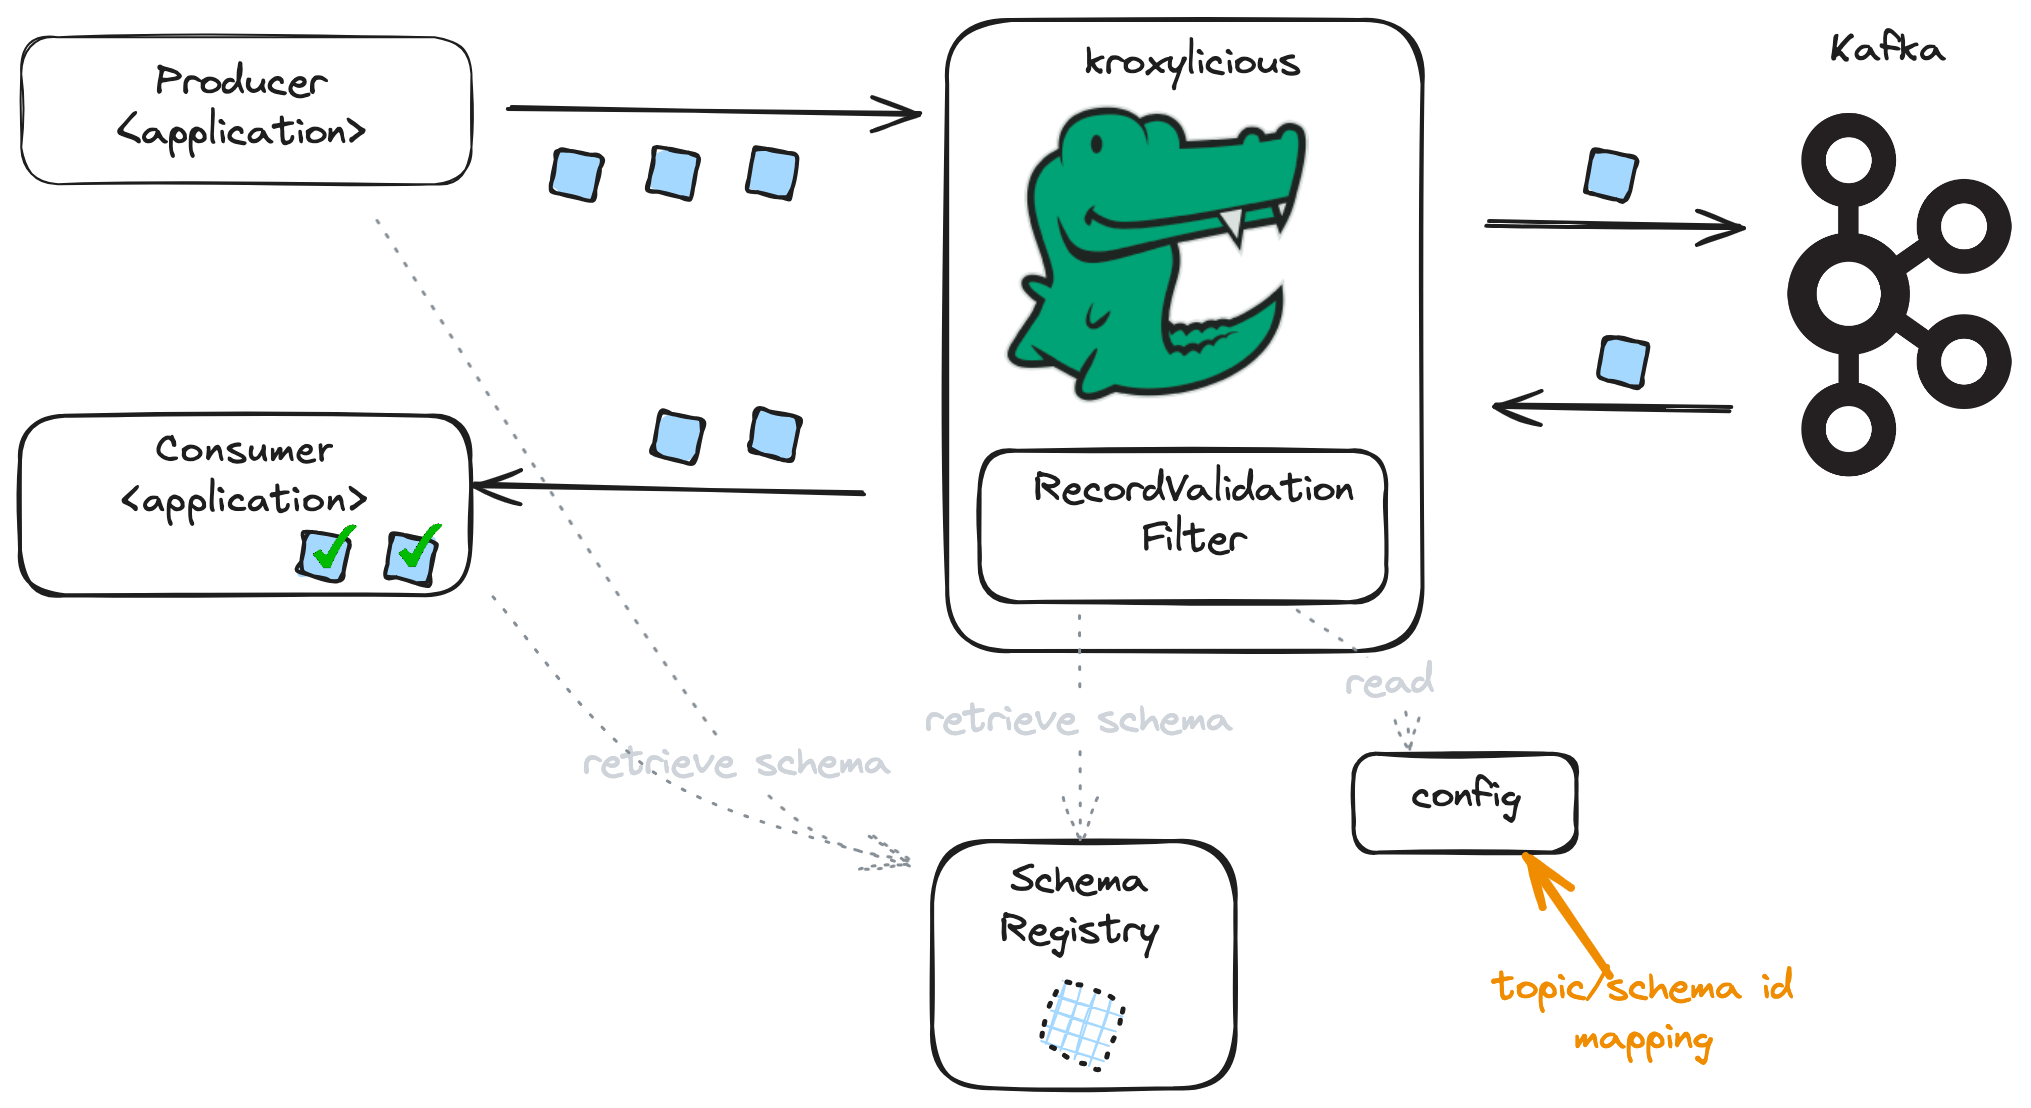 Producer
<application>
kroxylicious
Kafka
Consumer
<application>
RecordValidation
Filter
read
retrieve schema
retrieve schema
config
Schema
Registry
topic/schema id
mapping